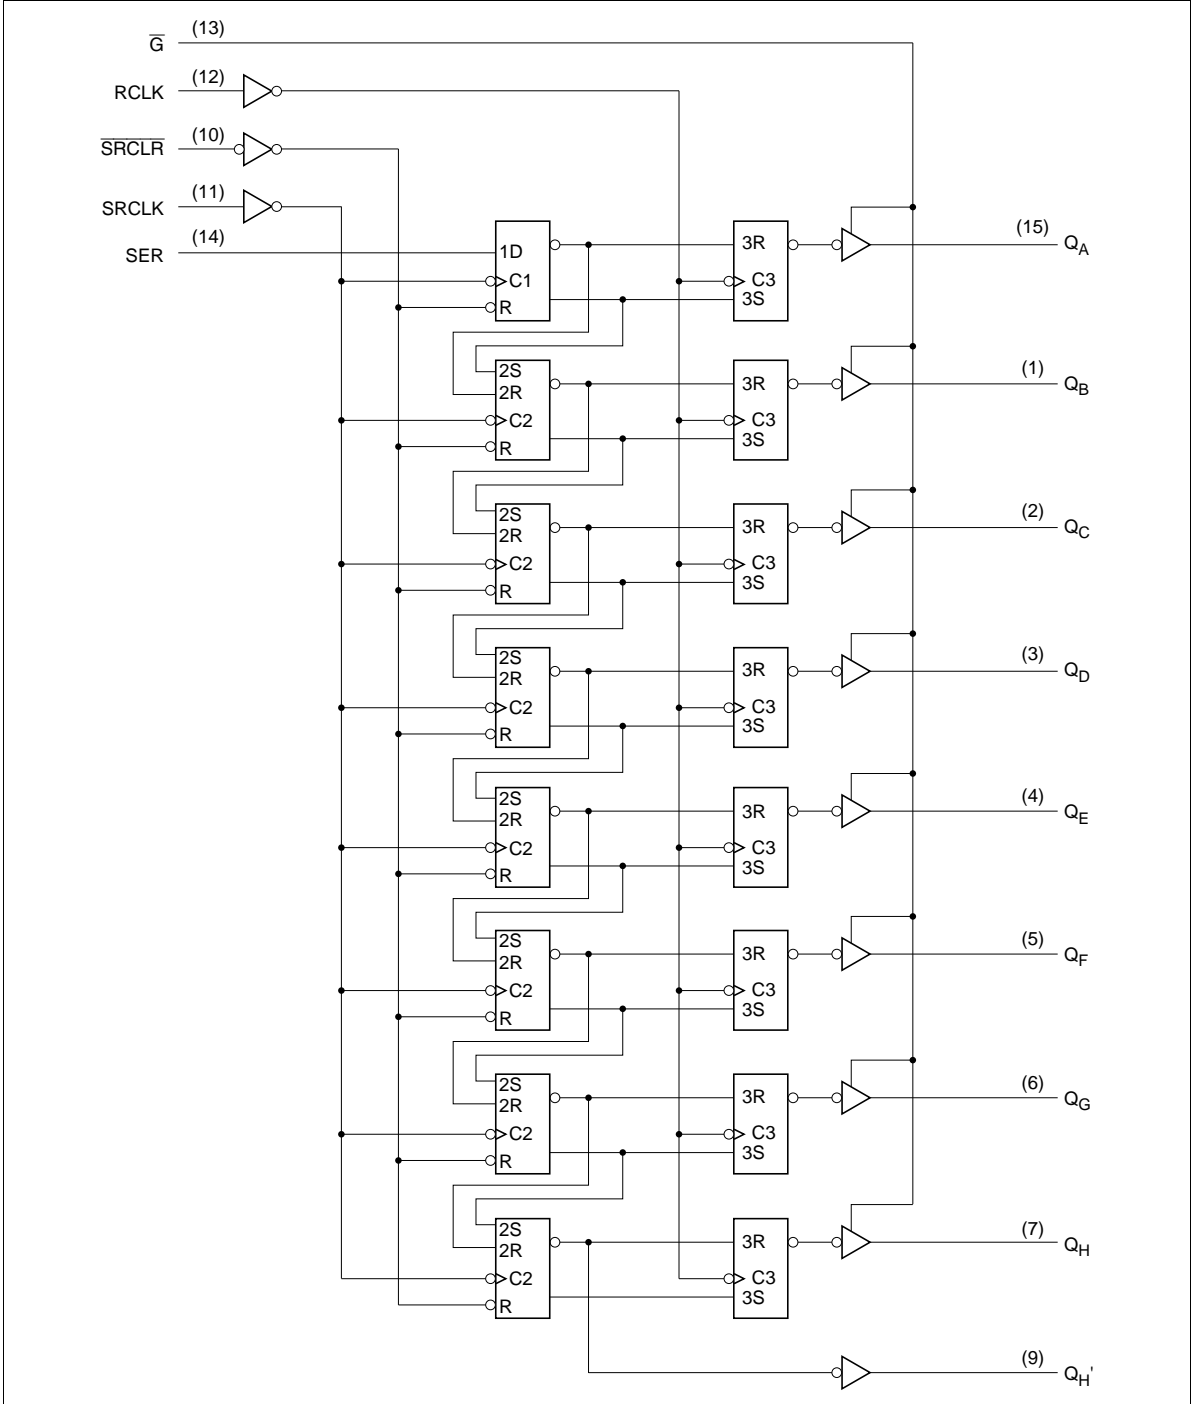 G̅ (13)
RCLK (12)
S̅R̅C̅L̅R̅ (10)
SRCLK (11)
SER (14)
1D
C1
R
3R
C3
3S
(15) QA
2S
2R
C2
R
3R
C3
3S
(1) QB
2S
2R
C2
R
3R
C3
3S
(2) QC
2S
2R
C2
R
3R
C3
3S
(3) QD
2S
2R
C2
R
3R
C3
3S
(4) QE
2S
2R
C2
R
3R
C3
3S
(5) QF
2S
2R
C2
R
3R
C3
3S
(6) QG
2S
2R
C2
R
3R
C3
3S
(7) QH
(9) QH'